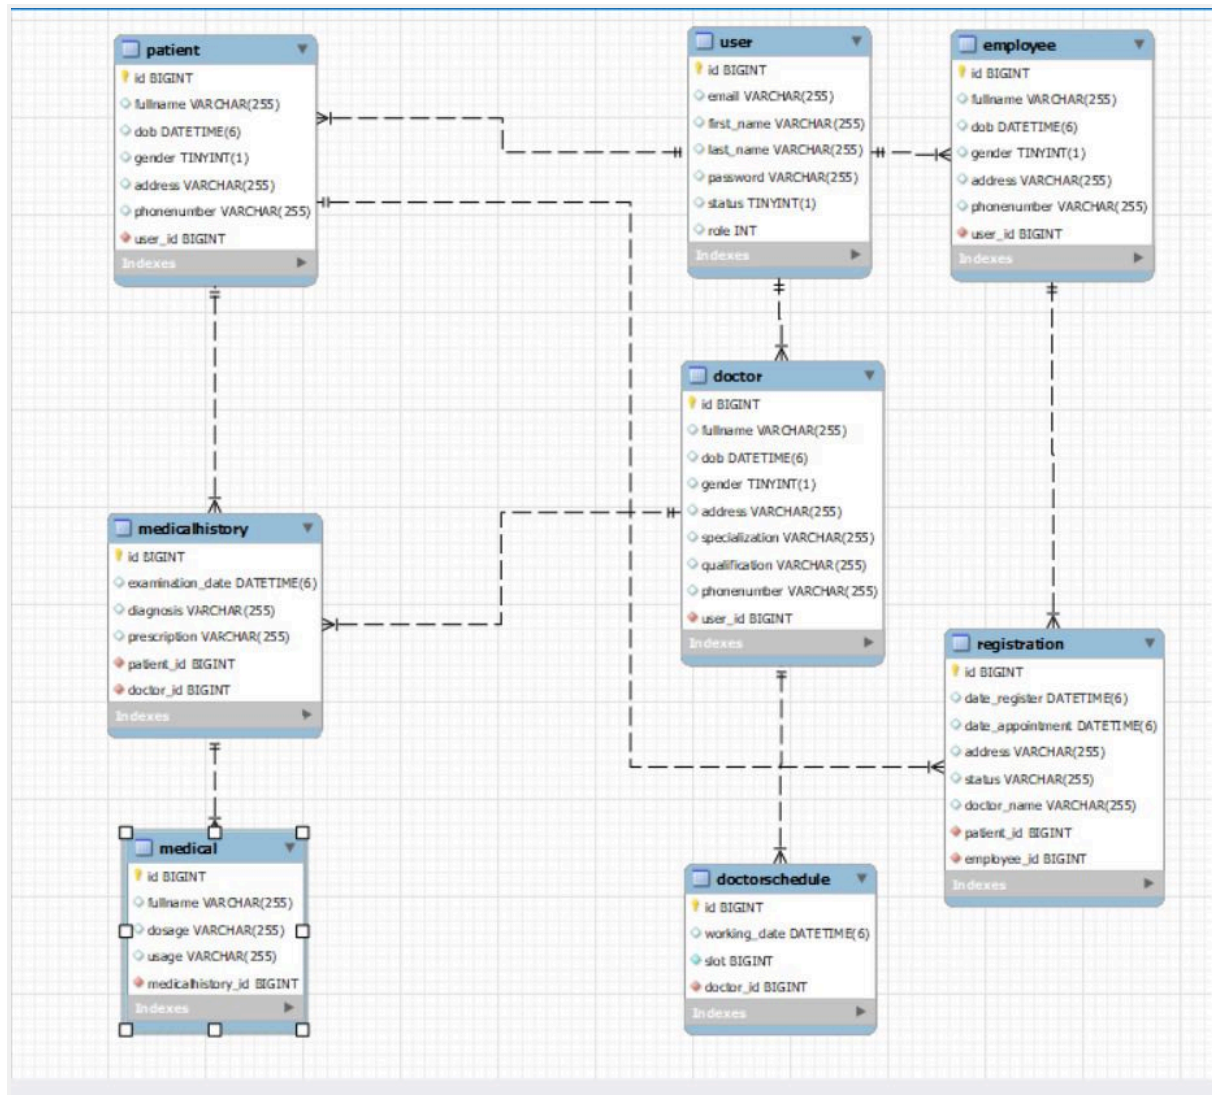 patient
id BIGINT
fullname VARCHAR(255)
dob DATETIME(6)
gender TINYINT(1)
address VARCHAR(255)
phonenumber VARCHAR(255)
user_id BIGINT
Indexes
user
id BIGINT
email VARCHAR(255)
first_name VARCHAR(255)
last_name VARCHAR(255)
password VARCHAR(255)
status TINYINT(1)
role INT
Indexes
employee
id BIGINT
fullname VARCHAR(255)
dob DATETIME(6)
gender TINYINT(1)
address VARCHAR(255)
phonenumber VARCHAR(255)
user_id BIGINT
Indexes
doctor
id BIGINT
fullname VARCHAR(255)
dob DATETIME(6)
gender TINYINT(1)
address VARCHAR(255)
specialization VARCHAR(255)
qualification VARCHAR(255)
phonenumber VARCHAR(255)
user_id BIGINT
Indexes
medicalhistory
id BIGINT
examination_date DATETIME(6)
diagnosis VARCHAR(255)
prescription VARCHAR(255)
patient_id BIGINT
doctor_id BIGINT
Indexes
registration
id BIGINT
date_register DATETIME(6)
date_appointment DATETIME(6)
address VARCHAR(255)
status VARCHAR(255)
doctor_name VARCHAR(255)
patient_id BIGINT
employee_id BIGINT
Indexes
medical
id BIGINT
fullname VARCHAR(255)
dosage VARCHAR(255)
usage VARCHAR(255)
medicalhistory_id BIGINT
Indexes
doctorschedule
id BIGINT
working_date DATETIME(6)
slot BIGINT
doctor_id BIGINT
Indexes